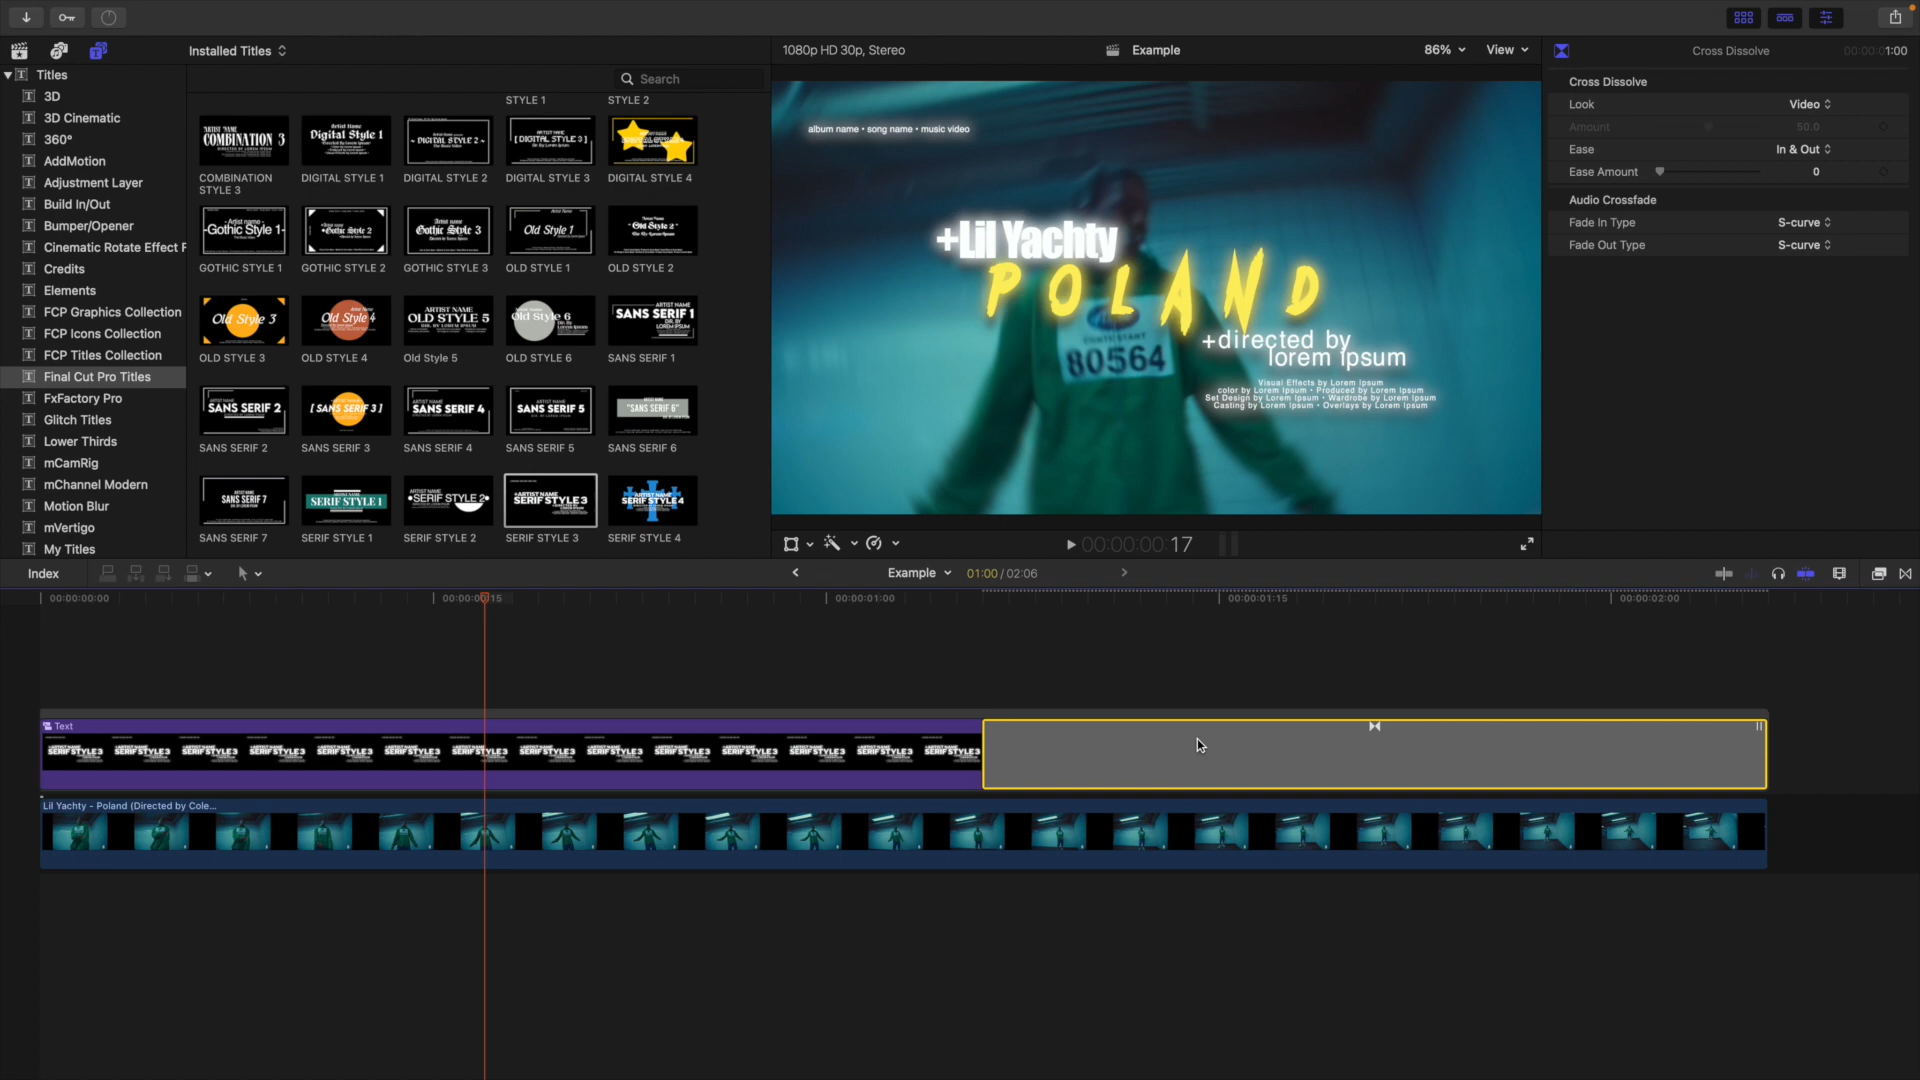 Installed Titles
1080p HD 30p, Stereo
Example
86%
View
Cross Dissolve
00:00:01:00
Titles
3D
3D Cinematic
360°
AddMotion
Adjustment Layer
Build In/Out
Bumper/Opener
Cinematic Rotate Effect F
Credits
Elements
FCP Graphics Collection
FCP Icons Collection
FCP Titles Collection
Final Cut Pro Titles
FxFactory Pro
Glitch Titles
Lower Thirds
mCamRig
mChannel Modern
Motion Blur
mVertigo
My Titles
Search
STYLE 1
STYLE 2
COMBINATION STYLE 3
DIGITAL STYLE 1
DIGITAL STYLE 2
DIGITAL STYLE 3
DIGITAL STYLE 4
GOTHIC STYLE 1
GOTHIC STYLE 2
GOTHIC STYLE 3
OLD STYLE 1
OLD STYLE 2
OLD STYLE 3
OLD STYLE 4
Old Style 5
OLD STYLE 6
SANS SERIF 1
SANS SERIF 2
SANS SERIF 3
SANS SERIF 4
SANS SERIF 5
SANS SERIF 6
SANS SERIF 7
SERIF STYLE 1
SERIF STYLE 2
SERIF STYLE 3
SERIF STYLE 4
album name • song name • music video
+Lil Yachty
POLAND
80564
+directed by
lorem ipsum
Visual Effects by Lorem Ipsum
color by Lorem Ipsum • Produced by Lorem Ipsum
Set Design by Lorem Ipsum • Wardrobe by Lorem Ipsum
Casting by Lorem Ipsum • Overlays by Lorem Ipsum
Cross Dissolve
Look
Video
Amount
50.0
Ease
In & Out
Ease Amount
0
Audio Crossfade
Fade In Type
S-curve
Fade Out Type
S-curve
00:00:00:17
Index
Example
01:00 / 02:06
00:00:00:00
00:00:00:15
00:00:01:00
00:00:01:15
00:00:02:00
Text
Lil Yachty - Poland (Directed by Cole...